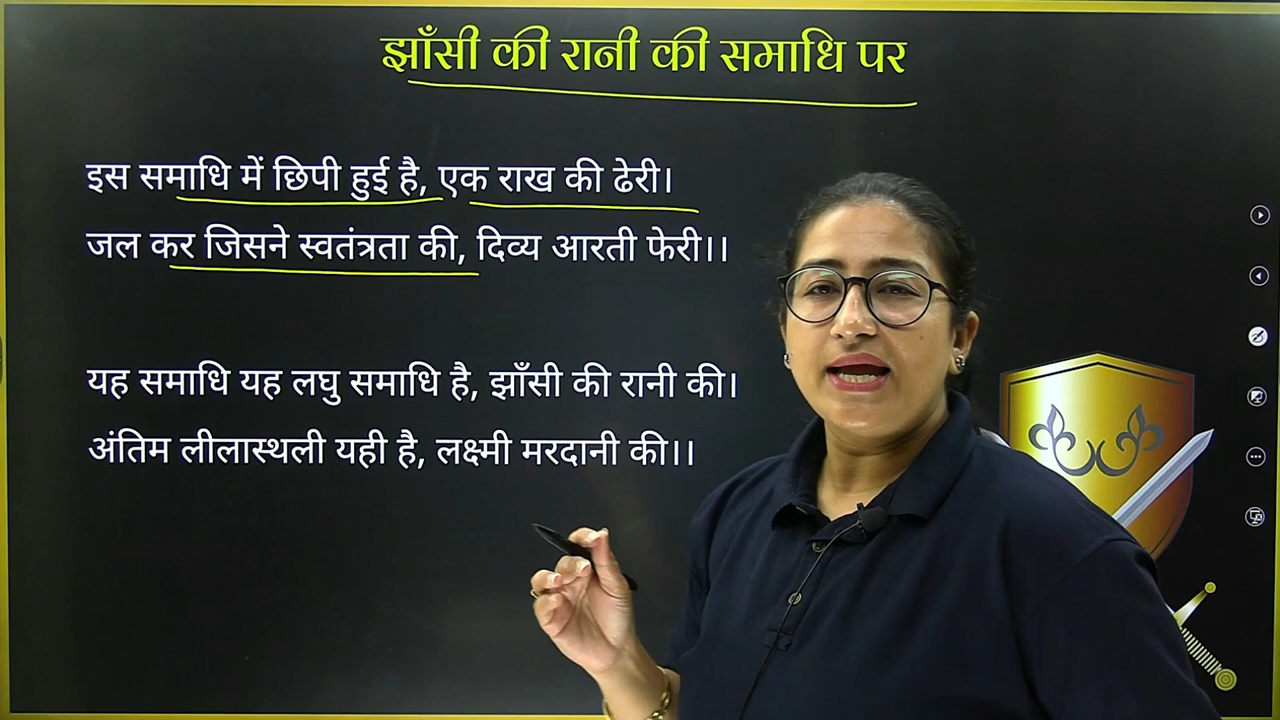 झाँसी की रानी की समाधि पर
इस समाधि में छिपी हुई है, एक राख की ढेरी।
जल कर जिसने स्वतंत्रता की, दिव्य आरती फेरी।।
यह समाधि यह लघु समाधि है, झाँसी की रानी की।
अंतिम लीलास्थली यही है, लक्ष्मी मरदानी की।।